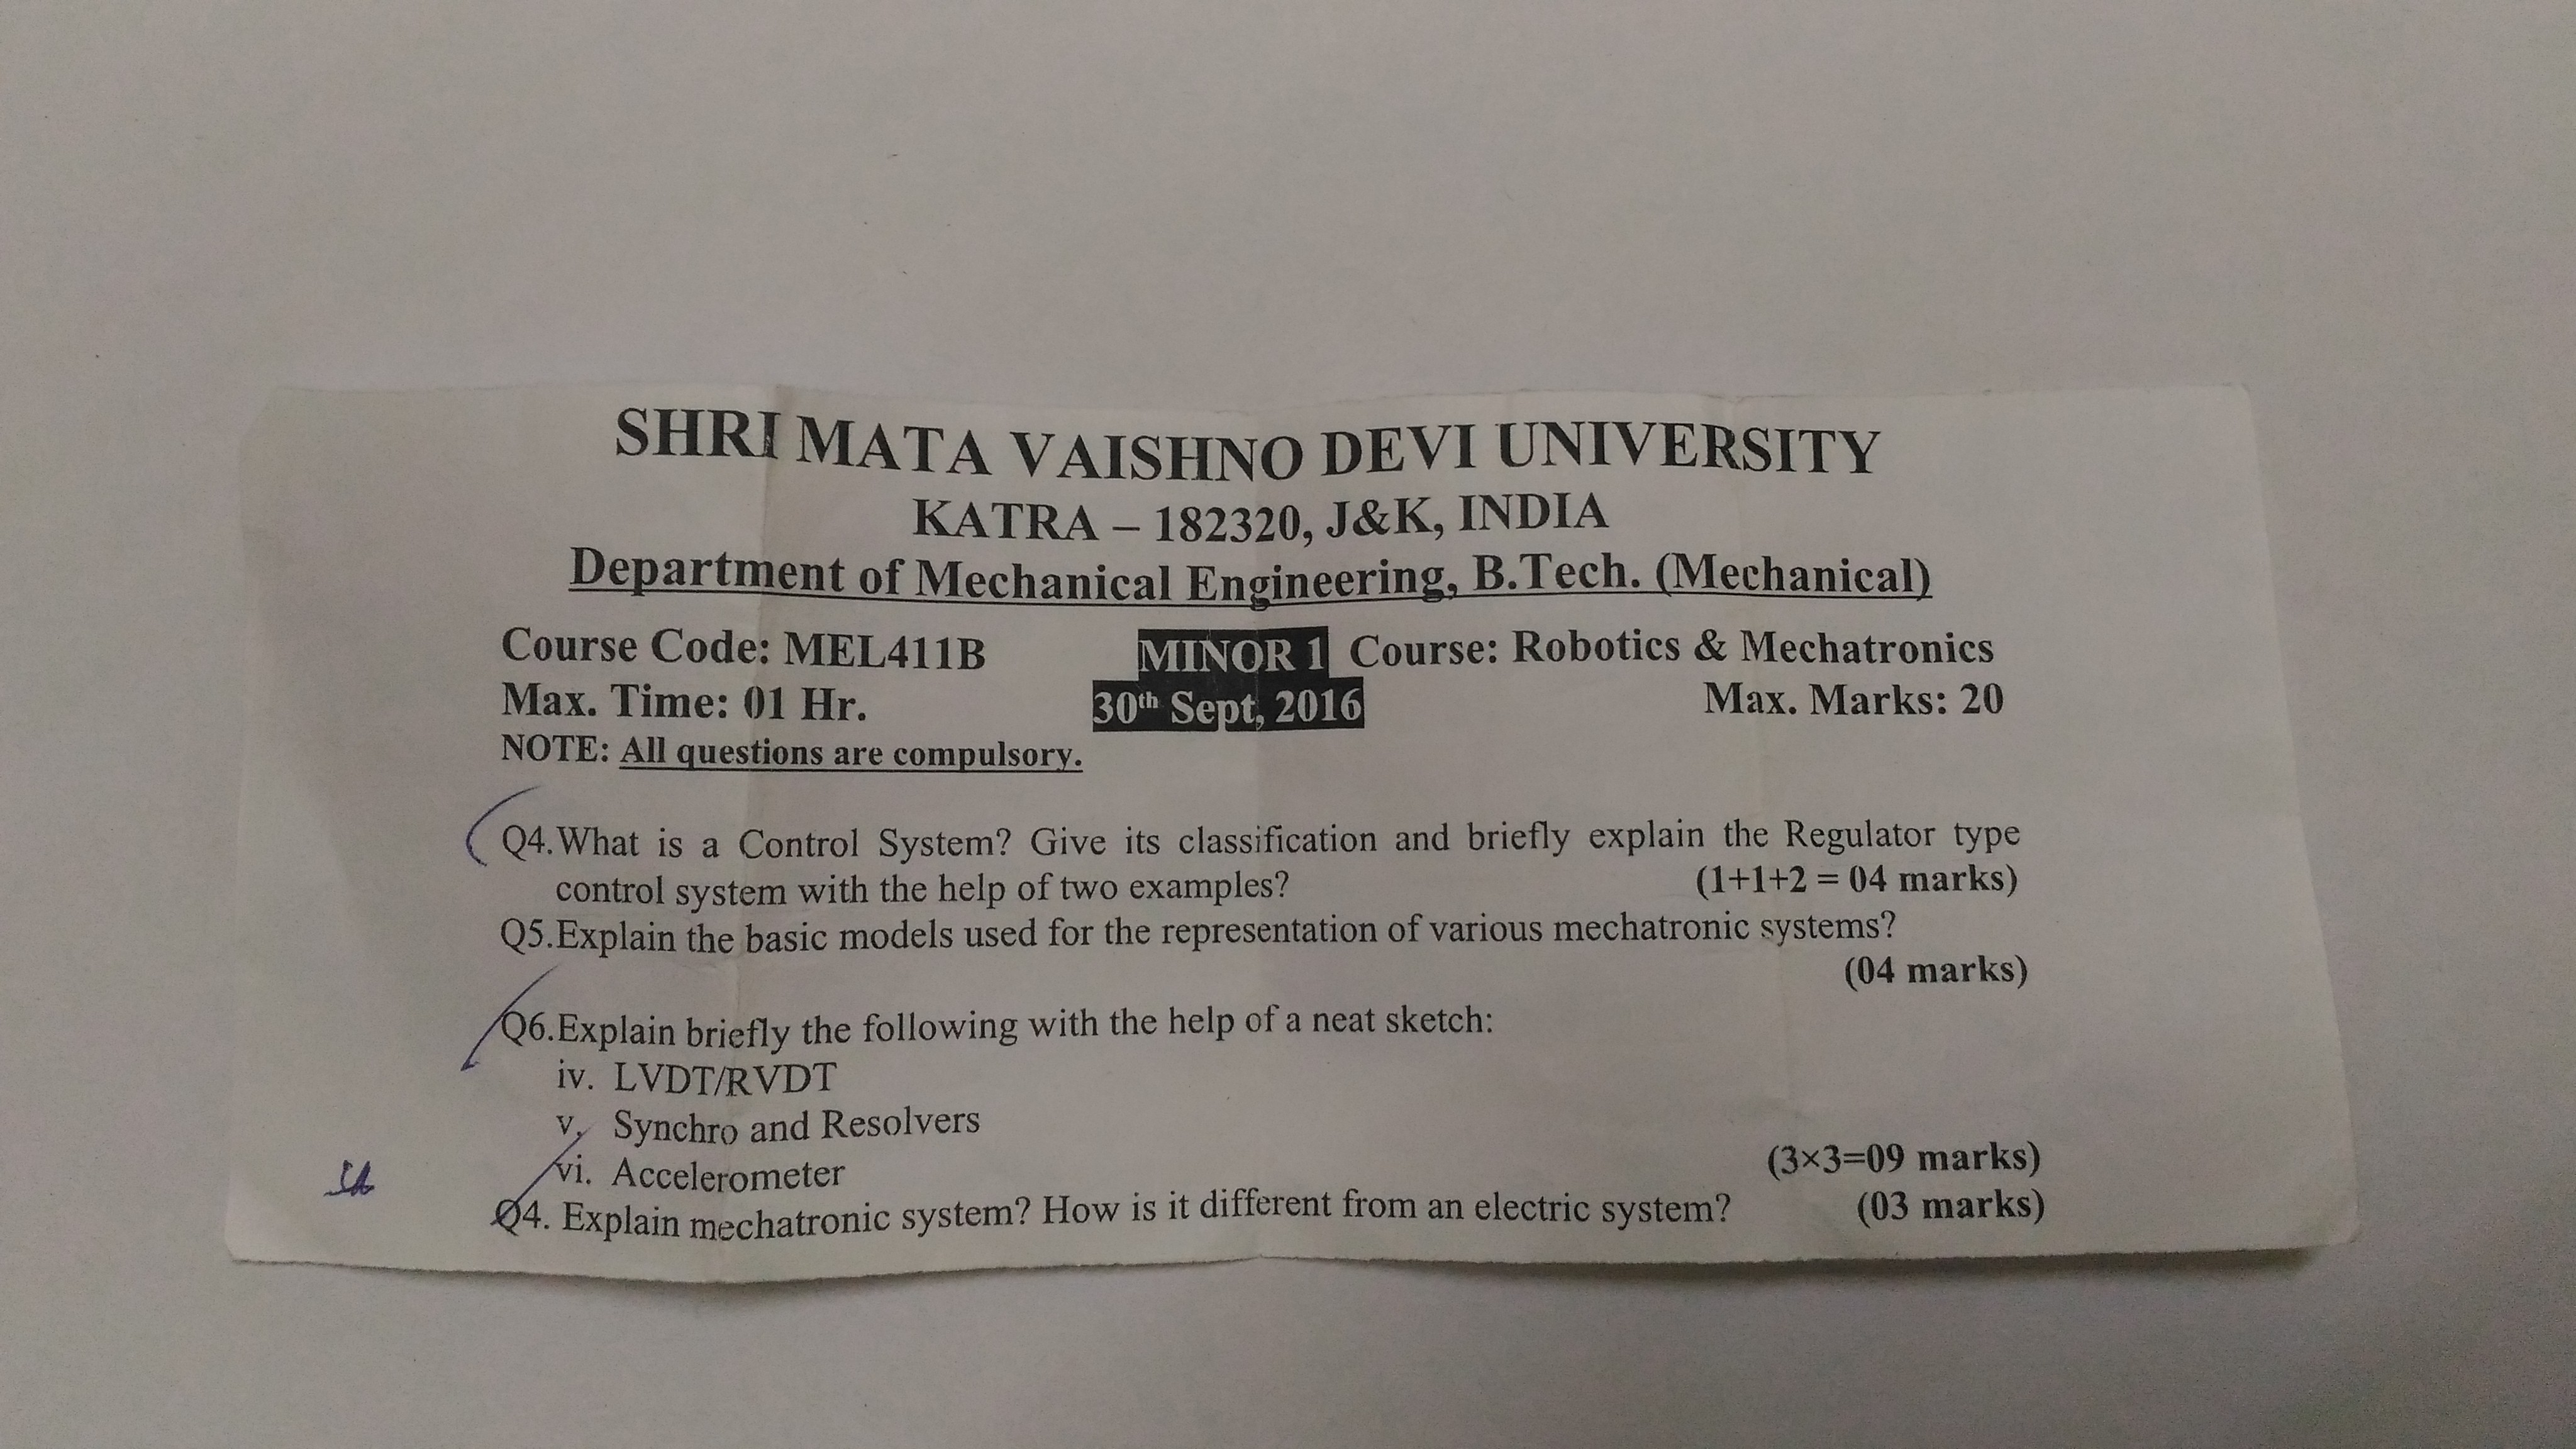 SHRI MATA VAISHNO DEVI UNIVERSITY
KATRA – 182320, J&K, INDIA
Department of Mechanical Engineering, B.Tech. (Mechanical)
Course Code: MEL411B MINOR 1 Course: Robotics & Mechatronics
Max. Time: 01 Hr. 30th Sept, 2016 Max. Marks: 20
NOTE: All questions are compulsory.
Q4.What is a Control System? Give its classification and briefly explain the Regulator type
control system with the help of two examples? (1+1+2 = 04 marks)
Q5.Explain the basic models used for the representation of various mechatronic systems?
(04 marks)
Q6.Explain briefly the following with the help of a neat sketch:
iv. LVDT/RVDT
v. Synchro and Resolvers
vi. Accelerometer (3×3=09 marks)
Q4. Explain mechatronic system? How is it different from an electric system? (03 marks)